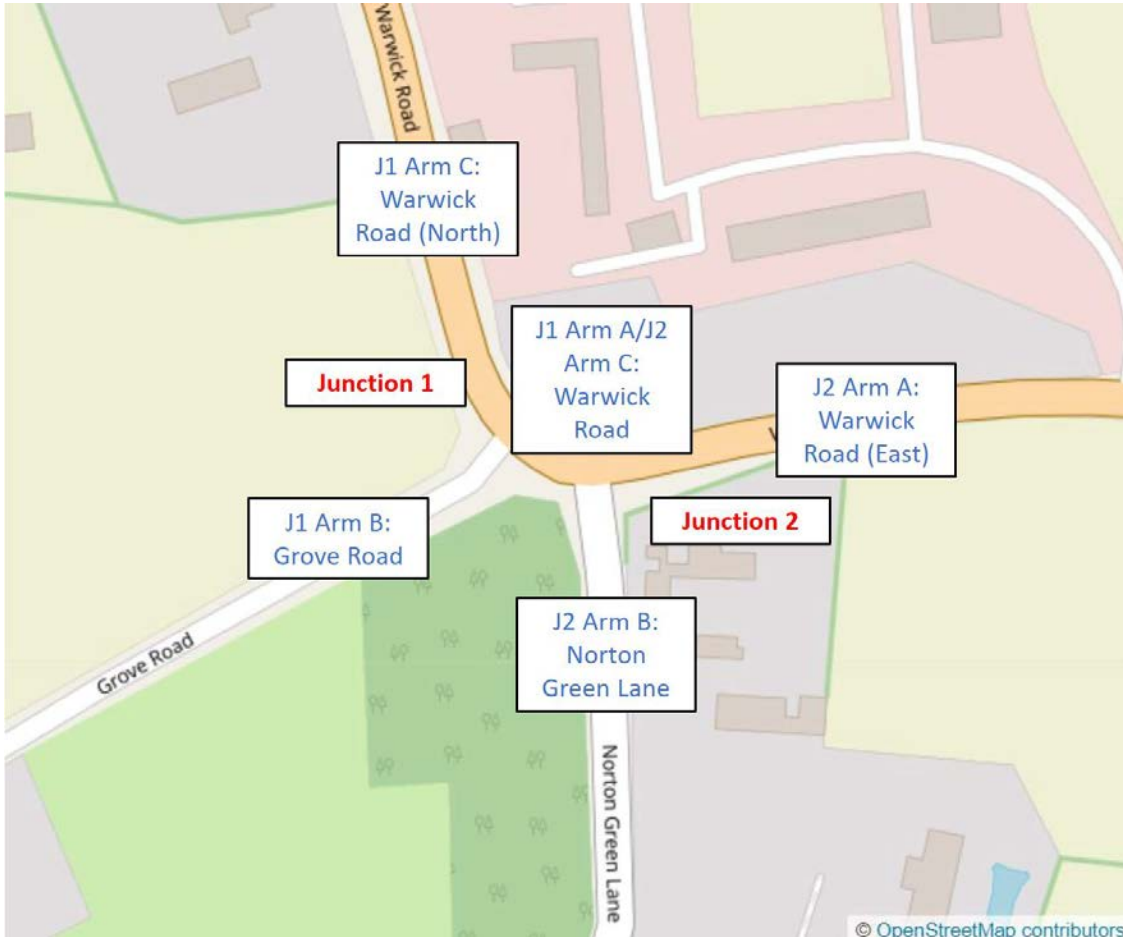 Warwick Road
J1 Arm C:
Warwick
Road (North)
J1 Arm A/J2
Arm C:
Warwick
Road
Junction 1
J2 Arm A:
Warwick
Road (East)
J1 Arm B:
Grove Road
Junction 2
J2 Arm B:
Norton
Green Lane
Grove Road
Norton Green Lane
© OpenStreetMap contributors